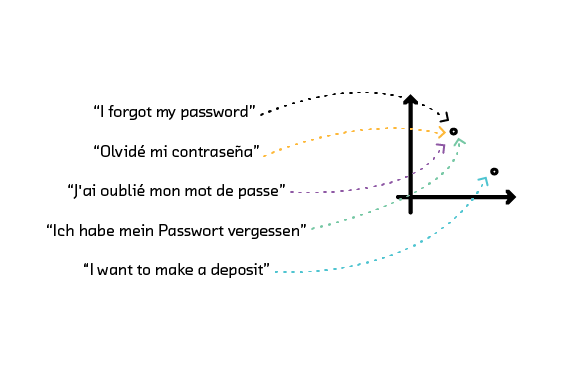 “I forgot my password”
“Olvidé mi contraseña”
“J'ai oublié mon mot de passe”
“Ich habe mein Passwort vergessen”
“I want to make a deposit”